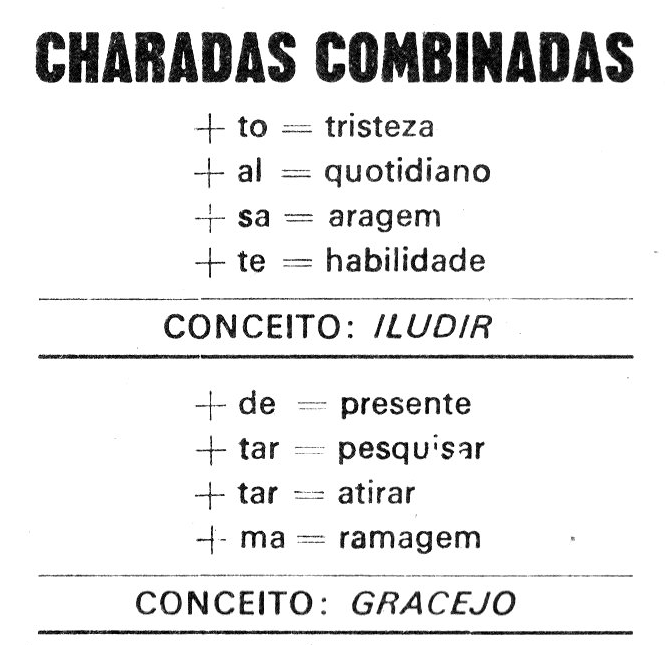 CHARADAS COMBINADAS
+ to = tristeza
+ al = quotidiano
+ sa = aragem
+ te = habilidade
CONCEITO: ILUDIR
+ de = presente
+ tar = pesquisar
+ tar = atirar
+ ma = ramagem
CONCEITO: GRACEJO